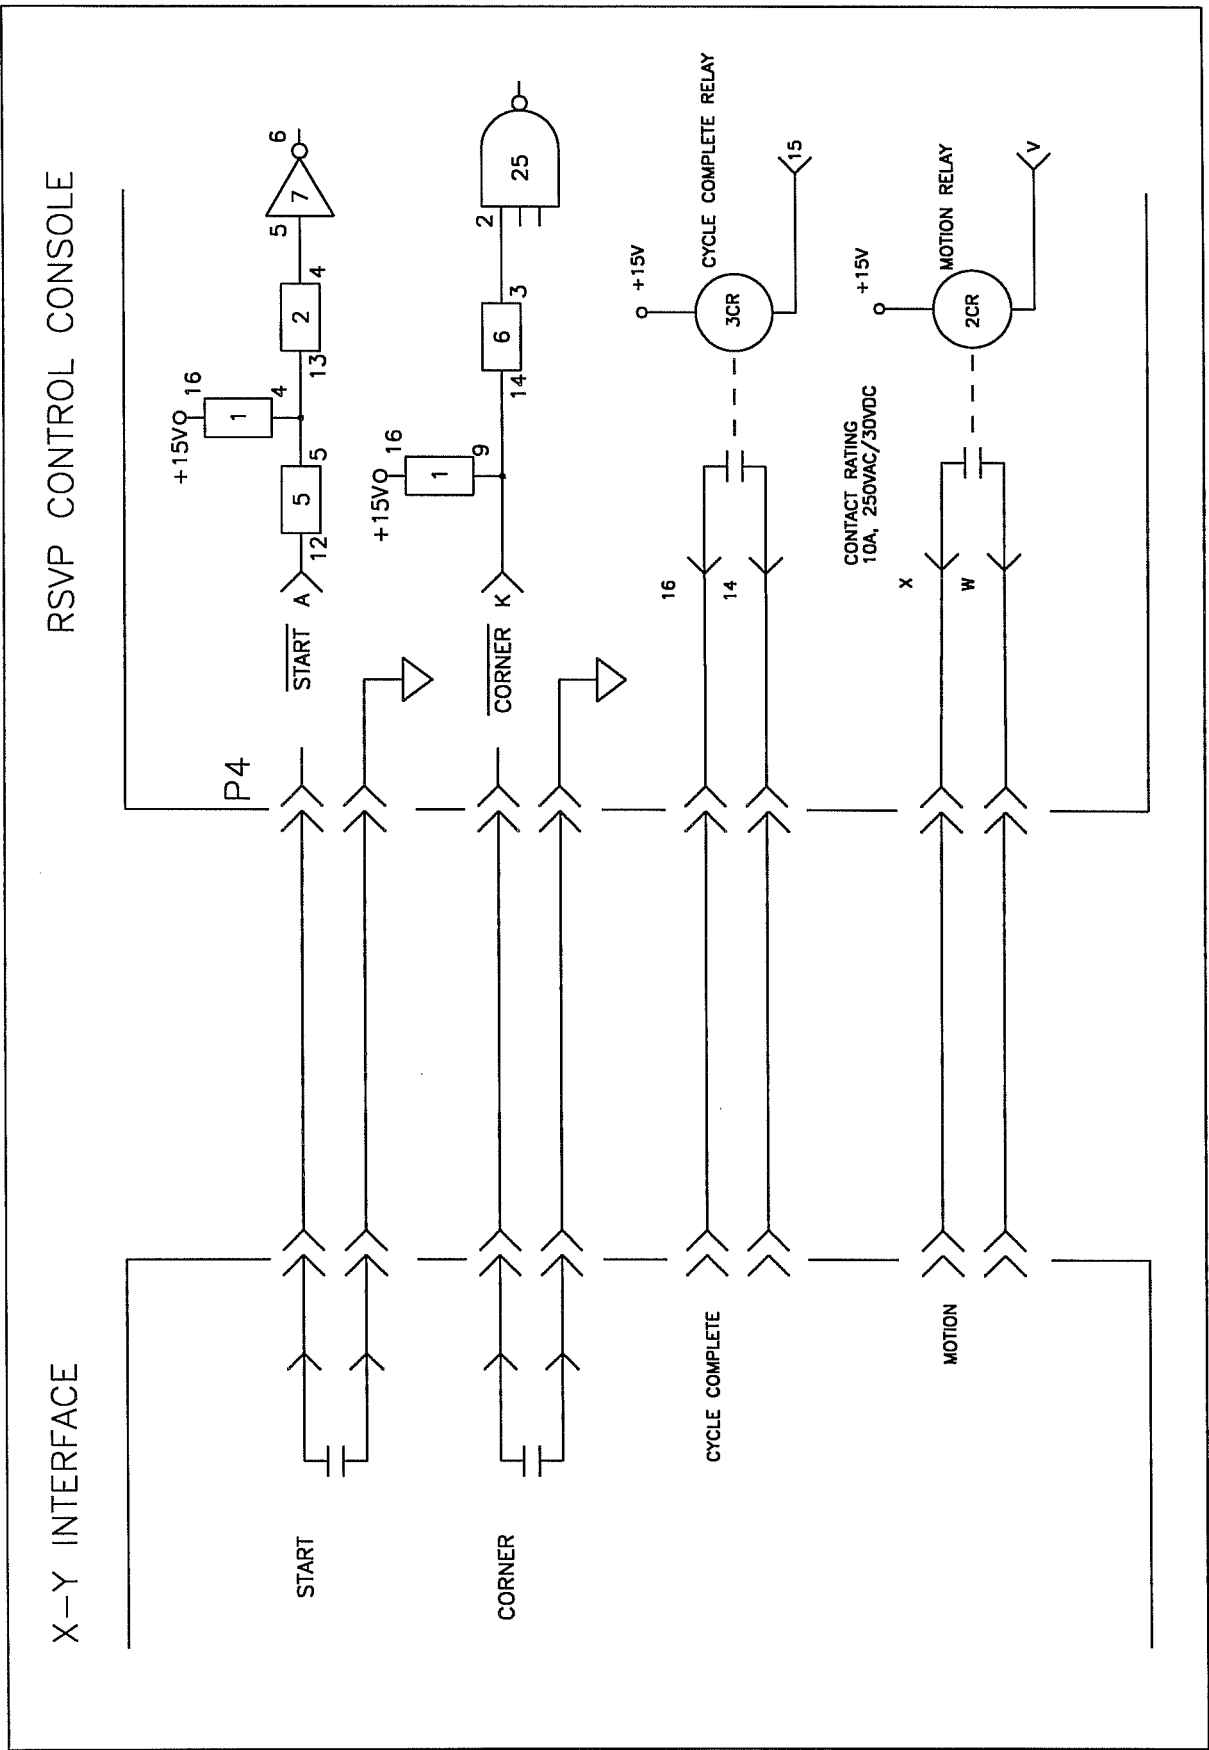 X-Y INTERFACE
RSVP CONTROL CONSOLE
P4
START
START
A
12
5
5
+15V
16
1
4
13
2
4
5
7
6
CORNER
CORNER
K
+15V
16
1
9
14
6
3
2
25
CYCLE COMPLETE
16
14
3CR
+15V
CYCLE COMPLETE RELAY
15
MOTION
X
W
CONTACT RATING
10A, 250VAC/30VDC
2CR
+15V
MOTION RELAY
V